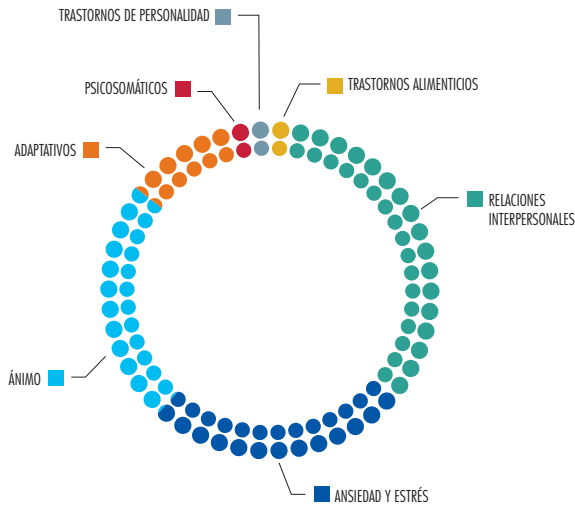 TRASTORNOS DE PERSONALIDAD
PSICOSOMÁTICOS
TRASTORNOS ALIMENTICIOS
ADAPTATIVOS
RELACIONES
INTERPERSONALES
ÁNIMO
ANSIEDAD Y ESTRÉS